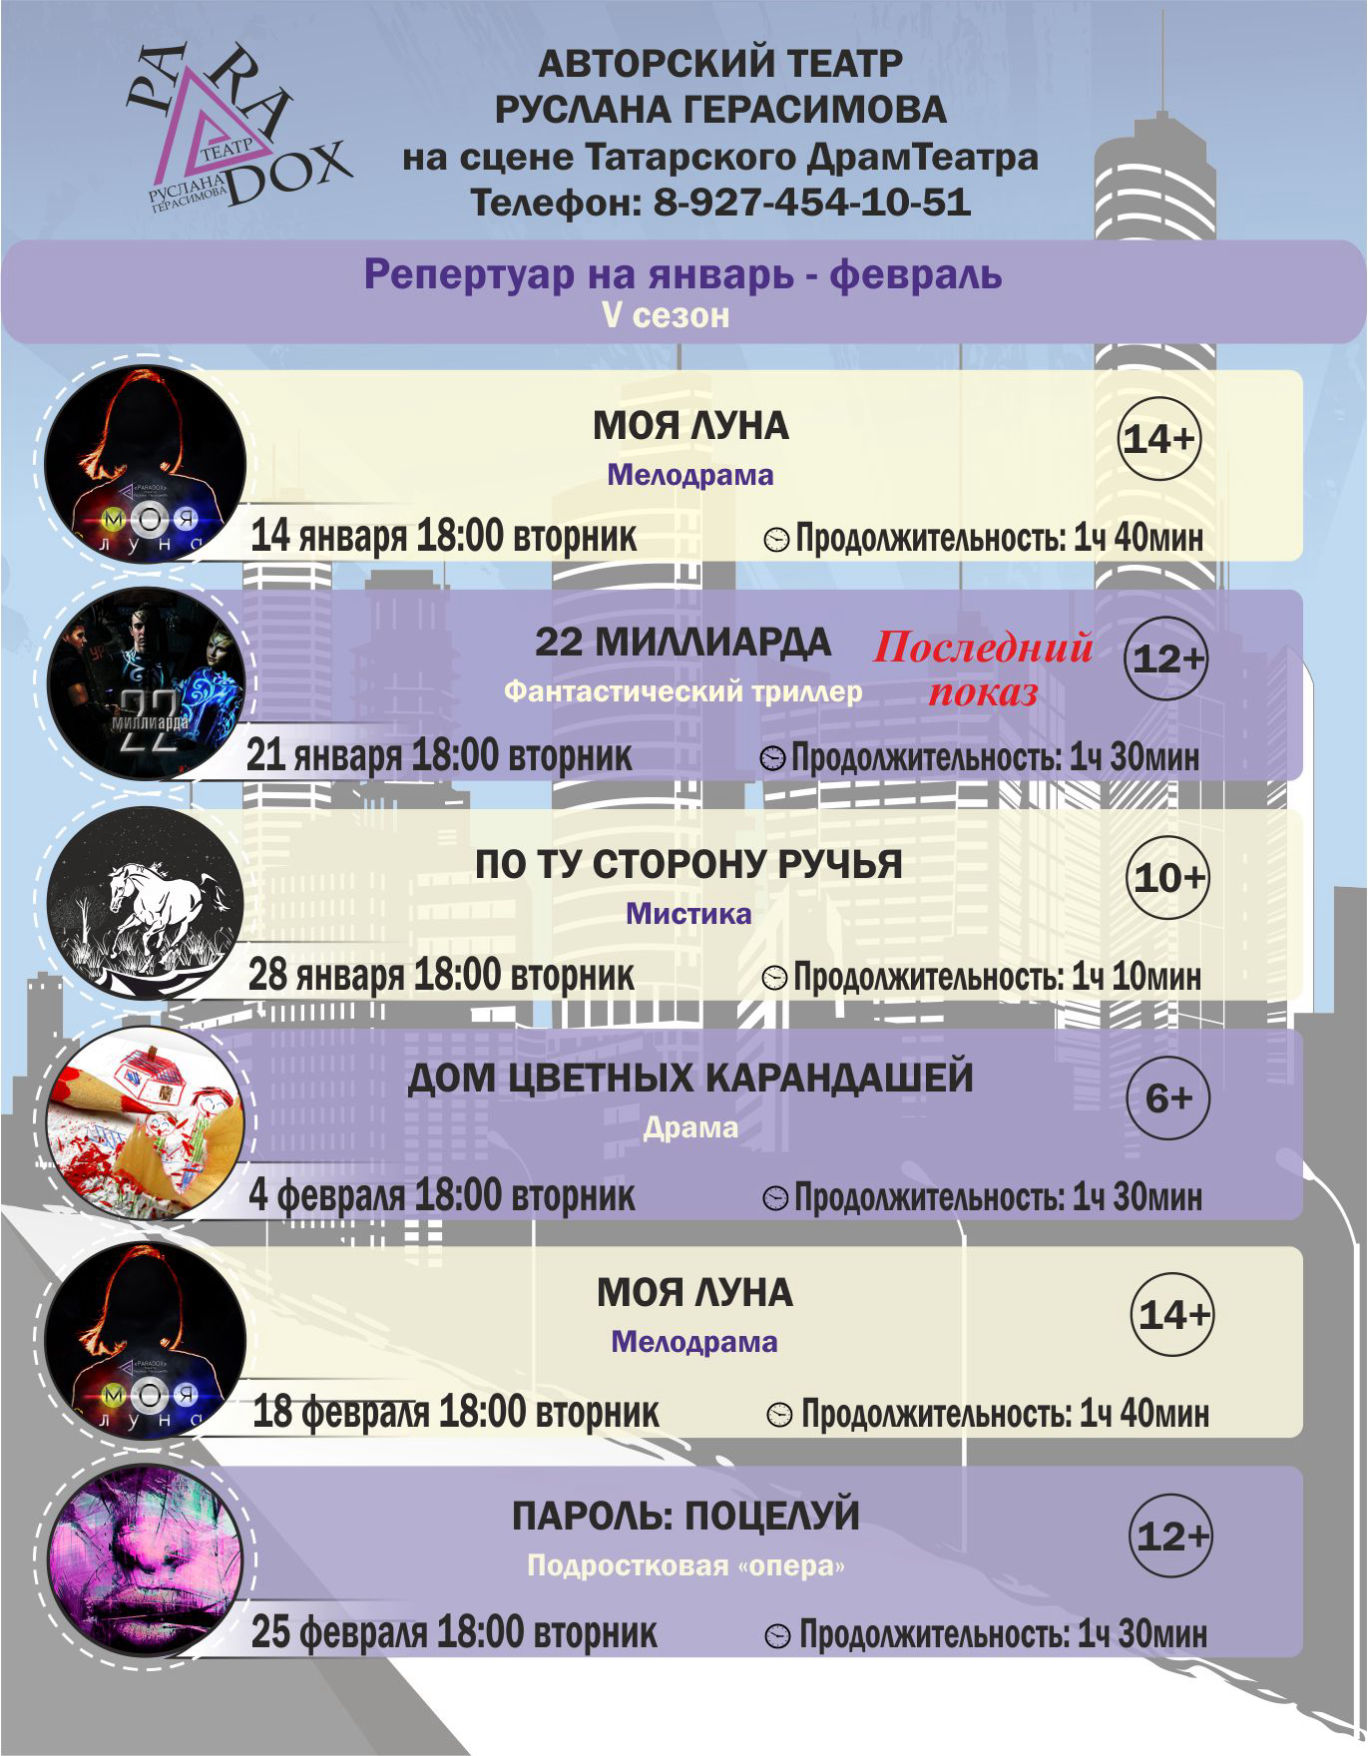 PARADOX
ТЕАТР
РУСЛАНА
ГЕРАСИМОВА
АВТОРСКИЙ ТЕАТР
РУСЛАНА ГЕРАСИМОВА
на сцене Татарского ДрамТеатра
Телефон: 8-927-454-10-51
Репертуар на январь - февраль
V сезон
МОЯ ЛУНА
14+
Мелодрама
«PARADOX»
МОЯ
луна
14 января 18:00 вторник
Продолжительность: 1ч 40мин
22 МИЛЛИАРДА
Последний
показ
12+
Фантастический триллер
22
миллиарда
21 января 18:00 вторник
Продолжительность: 1ч 30мин
ПО ТУ СТОРОНУ РУЧЬЯ
10+
Мистика
28 января 18:00 вторник
Продолжительность: 1ч 10мин
ДОМ ЦВЕТНЫХ КАРАНДАШЕЙ
6+
Драма
4 февраля 18:00 вторник
Продолжительность: 1ч 30мин
МОЯ ЛУНА
14+
Мелодрама
«PARADOX»
МОЯ
луна
18 февраля 18:00 вторник
Продолжительность: 1ч 40мин
ПАРОЛЬ: ПОЦЕЛУЙ
12+
Подростковая «опера»
25 февраля 18:00 вторник
Продолжительность: 1ч 30мин